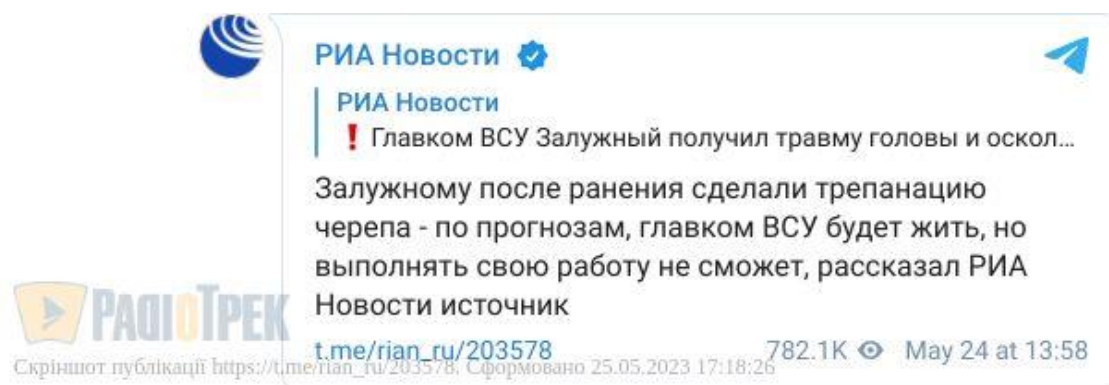 РИА Новости
РИА Новости
❗ Главком ВСУ Залужный получил травму головы и оскол...
Залужному после ранения сделали трепанацию
черепа - по прогнозам, главком ВСУ будет жить, но
выполнять свою работу не сможет, рассказал РИА
Новости источник
t.me/rian_ru/203578 782.1K May 24 at 13:58
РАДІОТРЕК
Скріншот публікації https://t.me/rian_ru/203578. Сформовано 25.05.2023 17:18:26